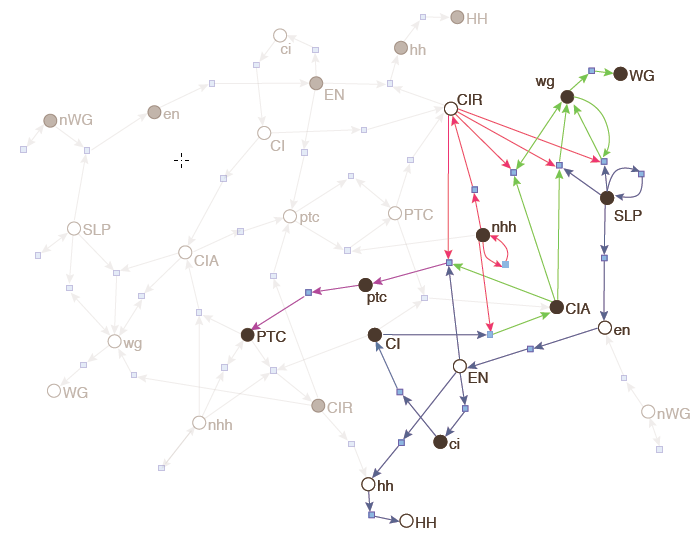 HH
hh
ci
EN
CIR
wg
WG
nWG
en
CI
SLP
SLP
ptc
PTC
nhh
CIA
ptc
CIA
PTC
CI
en
wg
EN
WG
CIR
nhh
nWG
ci
hh
HH